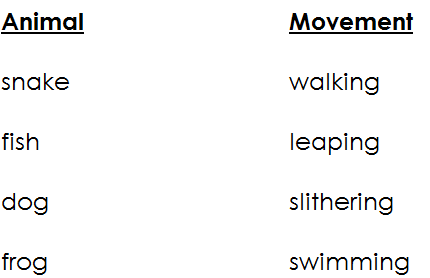 Animal Movement
snake walking
fish leaping
dog slithering
frog swimming